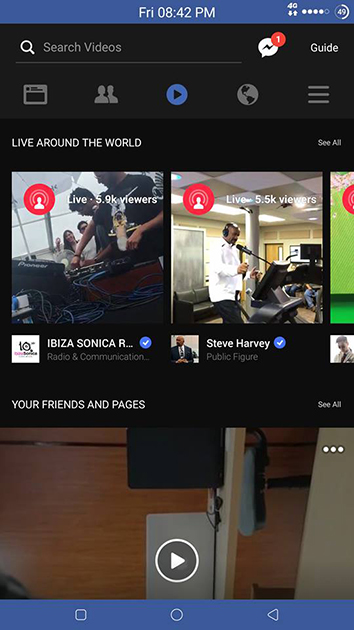 Fri 08:42 PM
4G
49
Search Videos
1
Guide
LIVE AROUND THE WORLD
See All
Live · 5.9k viewers
Live · 5.5k viewers
Pioneer
IBIZA SONICA R...
Radio & Communication...
Steve Harvey
Public Figure
YOUR FRIENDS AND PAGES
See All